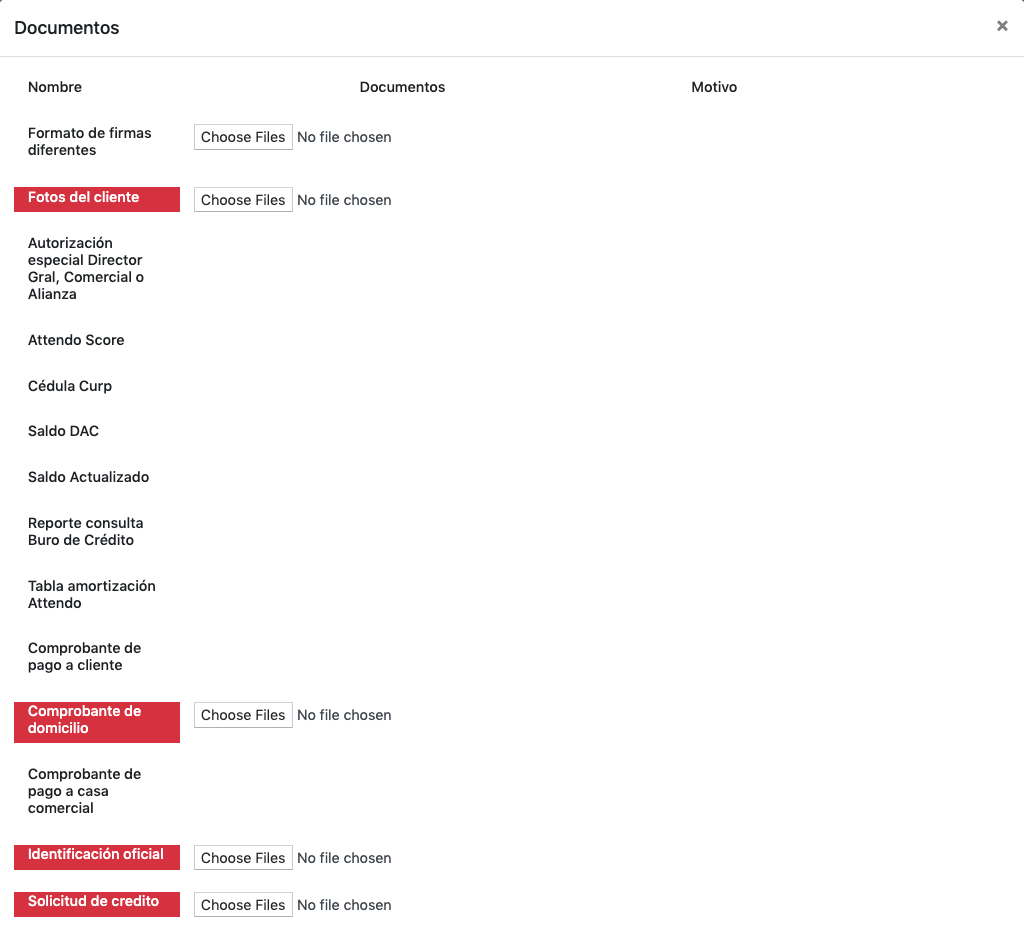 Documentos ×
Nombre Documentos Motivo
Formato de firmas
diferentes
Choose Files No file chosen
Fotos del cliente Choose Files No file chosen
Autorización
especial Director
Gral, Comercial o
Alianza
Attendo Score
Cédula Curp
Saldo DAC
Saldo Actualizado
Reporte consulta
Buro de Crédito
Tabla amortización
Attendo
Comprobante de
pago a cliente
Comprobante de
domicilio
Choose Files No file chosen
Comprobante de
pago a casa
comercial
Identificación oficial Choose Files No file chosen
Solicitud de credito Choose Files No file chosen